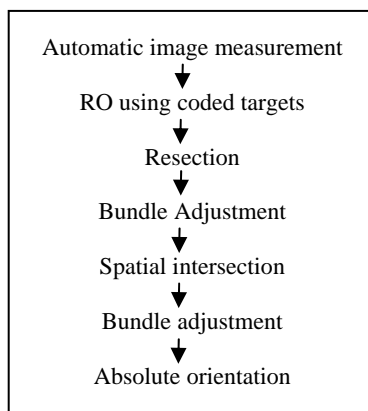 Automatic image measurement
RO using coded targets
Resection
Bundle Adjustment
Spatial intersection
Bundle adjustment
Absolute orientation